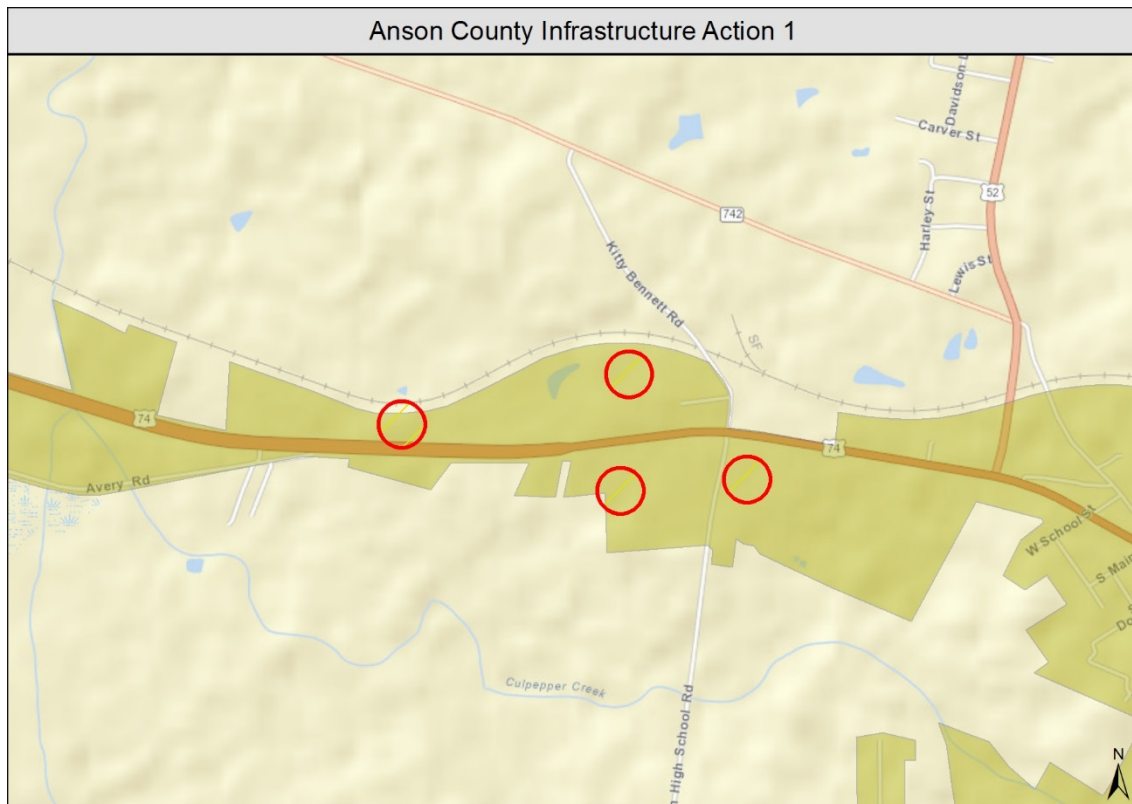 Anson County Infrastructure Action 1
Davidson
Carver St
52
Harley St
742
Lewis St
Kitty Bennett Rd
SF
74
74
Avery Rd
W School St
S Main
Do
Culpepper Creek
High School Rd
N